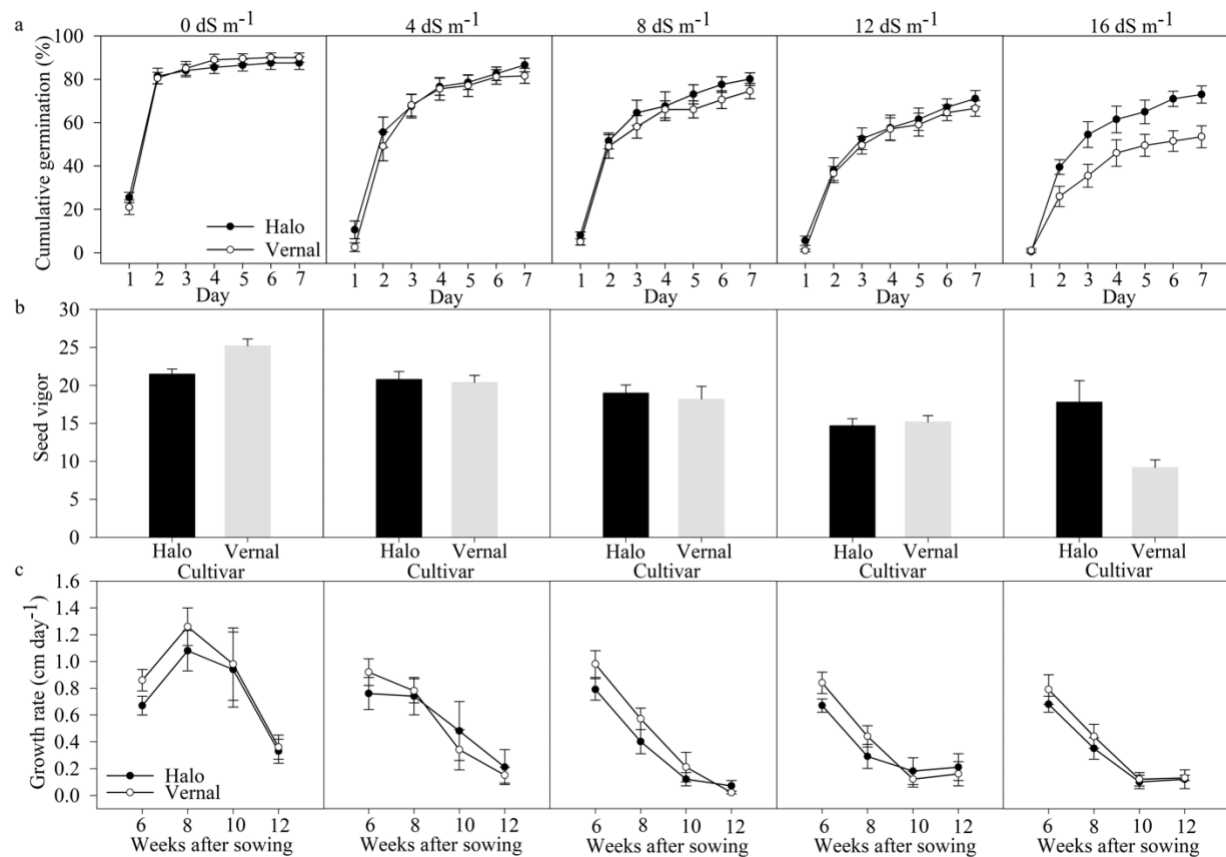 a
0 dS m⁻¹
4 dS m⁻¹
8 dS m⁻¹
12 dS m⁻¹
16 dS m⁻¹
Cumulative germination (%)
100
80
60
40
20
0
Halo
Vernal
1 2 3 4 5 6 7
1 2 3 4 5 6 7
1 2 3 4 5 6 7
1 2 3 4 5 6 7
1 2 3 4 5 6 7
Day
Day
Day
Day
Day
b
Seed vigor
30
25
20
15
10
5
0
Halo Vernal
Halo Vernal
Halo Vernal
Halo Vernal
Halo Vernal
Cultivar
Cultivar
Cultivar
Cultivar
Cultivar
c
Growth rate (cm day⁻¹)
1.6
1.4
1.2
1.0
0.8
0.6
0.4
0.2
0.0
Halo
Vernal
6 8 10 12
6 8 10 12
6 8 10 12
6 8 10 12
6 8 10 12
Weeks after sowing
Weeks after sowing
Weeks after sowing
Weeks after sowing
Weeks after sowing